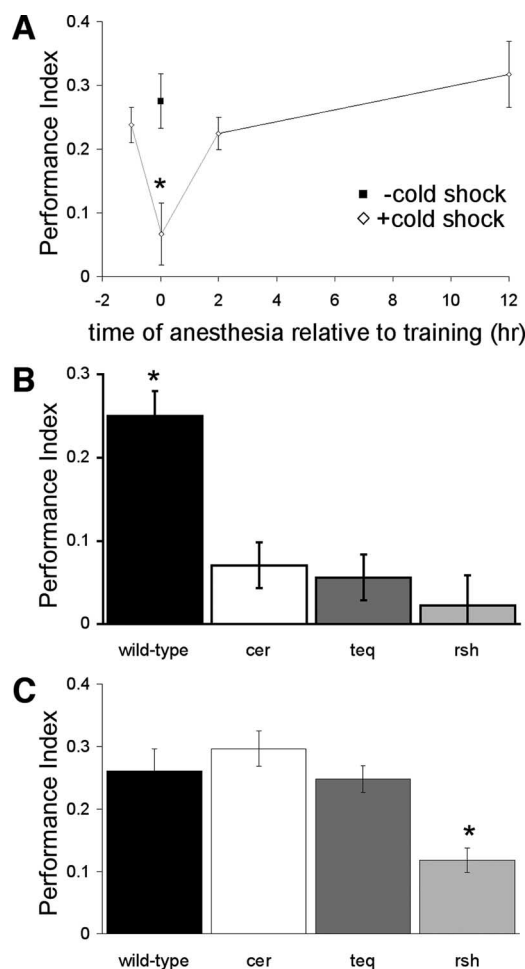 A
Performance Index
0.4
0.3
0.2
0.1
0
*
-cold shock
+cold shock
-2 0 2 4 6 8 10 12
time of anesthesia relative to training (hr)
B
Performance Index
0.3
0.2
0.1
0
*
wild-type cer teq rsh
C
Performance Index
0.4
0.3
0.2
0.1
0
*
wild-type cer teq rsh